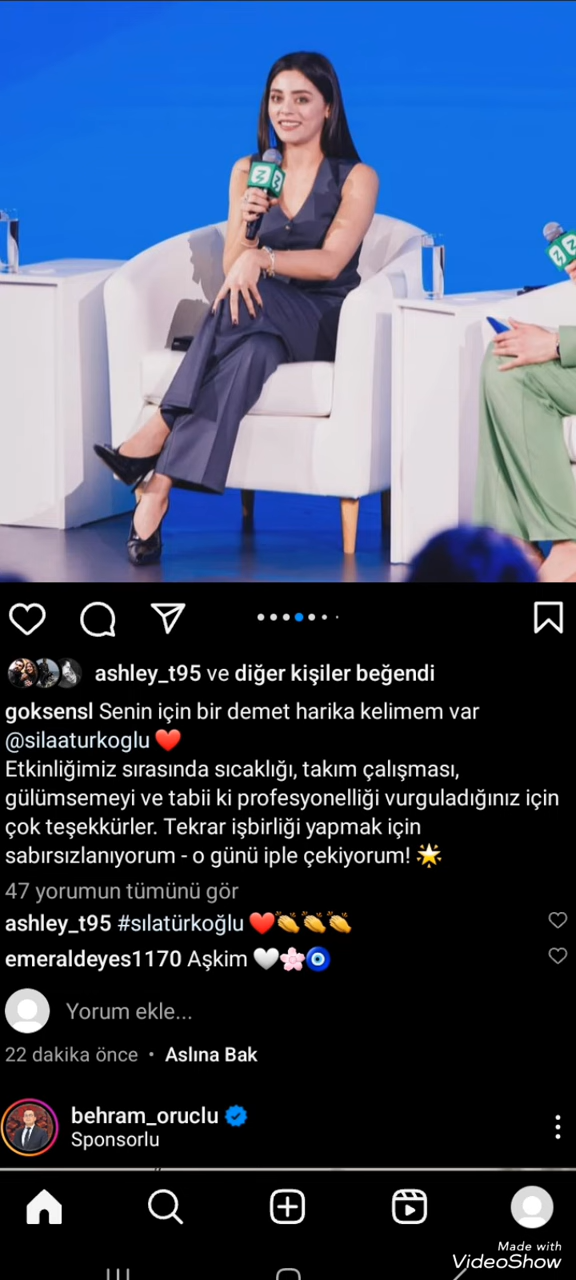 ashley_t95 ve diğer kişiler beğendi
goksensl Senin için bir demet harika kelimem var
@silaaturkoglu ❤️
Etkinliğimiz sırasında sıcaklığı, takım çalışması,
gülümsemeyi ve tabii ki profesyonelliği vurguladığınız için
çok teşekkürler. Tekrar işbirliği yapmak için
sabırsızlanıyorum - o günü iple çekiyorum! 🌟
47 yorumun tümünü gör
ashley_t95 #sılatürkoğlu ❤️👏👏👏
emeraldeyes1170 Aşkim 🤍🌸🧿
Yorum ekle...
22 dakika önce • Aslına Bak
behram_oruclu
Sponsorlu
Made with
VideoShow